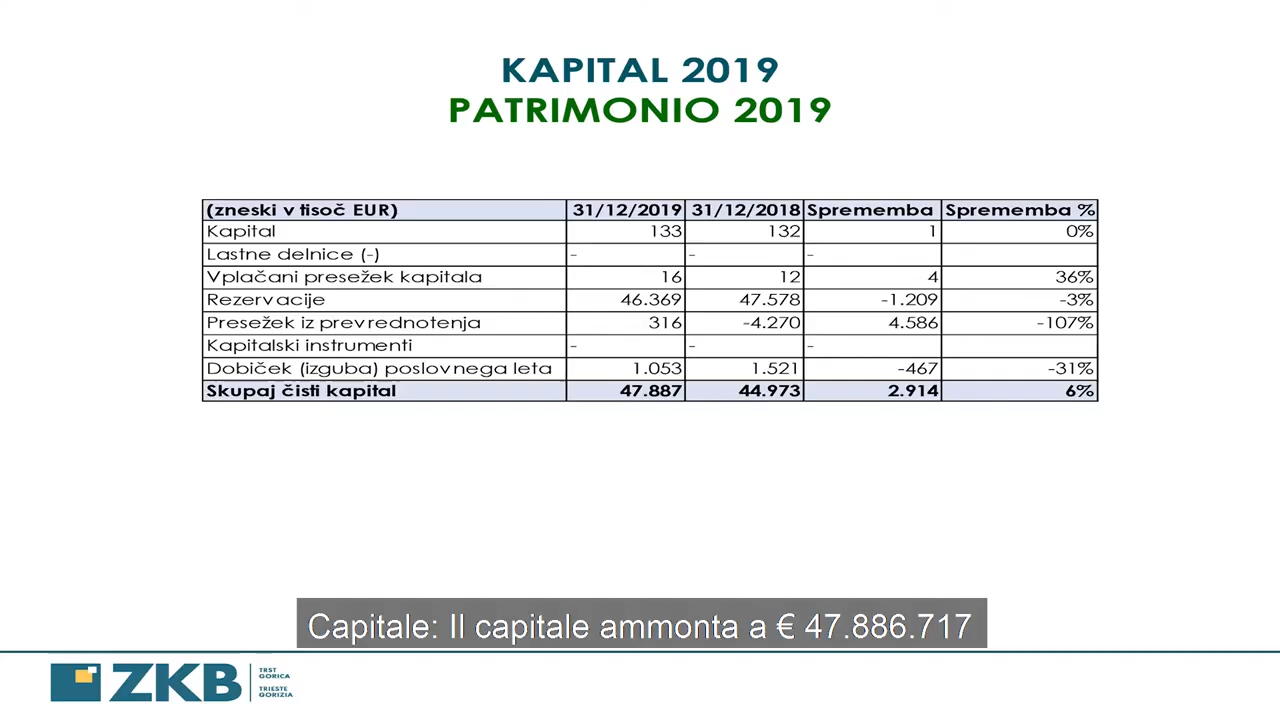 KAPITAL 2019
PATRIMONIO 2019
(zneski v tisoč EUR) 31/12/2019 31/12/2018 Sprememba Sprememba %
Kapital 133 132 1 0%
Lastne delnice (-) - - -
Vplačani presežek kapitala 16 12 4 36%
Rezervacije 46.369 47.578 -1.209 -3%
Presežek iz prevrednotenja 316 -4.270 4.586 -107%
Kapitalski instrumenti - - -
Dobiček (izguba) poslovnega leta 1.053 1.521 -467 -31%
Skupaj čisti kapital 47.887 44.973 2.914 6%
Capitale: Il capitale ammonta a € 47.886.717
ZKB
TRST
GORICA
TRIESTE
GORIZIA